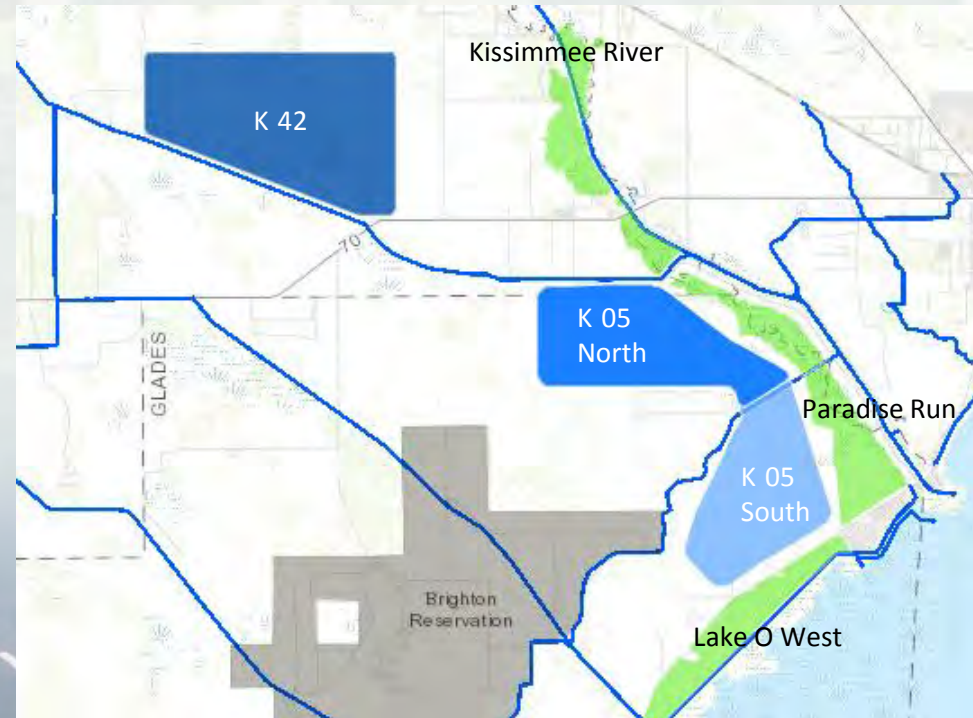 Kissimmee River
K 42
70
K 05
North
GLADES
Paradise Run
K 05
South
Brighton
Reservation
Lake O West